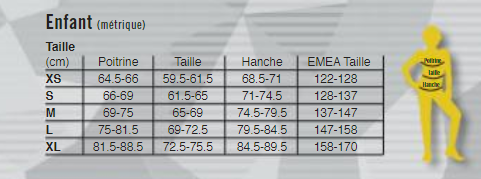 Enfant (métrique)
Taille
(cm) Poitrine Taille Hanche EMEA Taille
XS 64.5-66 59.5-61.5 68.5-71 122-128
S 66-69 61.5-65 71-74.5 128-137
M 69-75 65-69 74.5-79.5 137-147
L 75-81.5 69-72.5 79.5-84.5 147-158
XL 81.5-88.5 72.5-75.5 84.5-89.5 158-170
Poitrine
Taille
Hanche